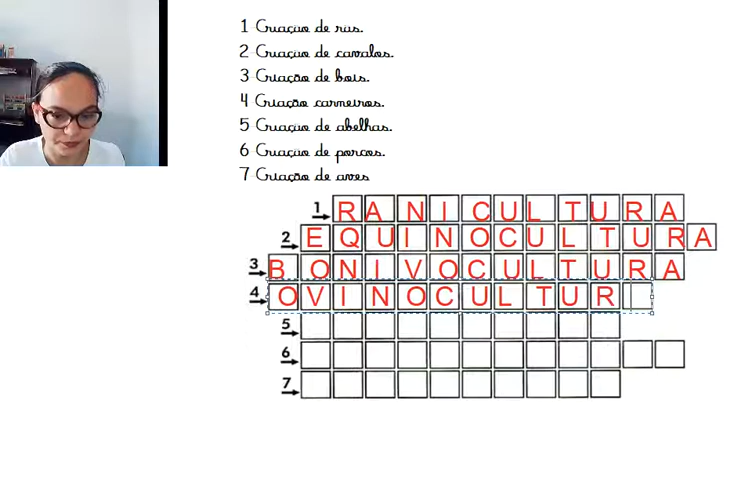 1 Criação de rãs.
2 Criação de cavalos.
3 Criação de bois.
4 Criação carneiros.
5 Criação de abelhas.
6 Criação de porcos.
7 Criação de aves
1 RANICULTURA
2 EQUINOCULTURA
3 BONIVOCULTURA
4 OVINOCULTUR
5
6
7